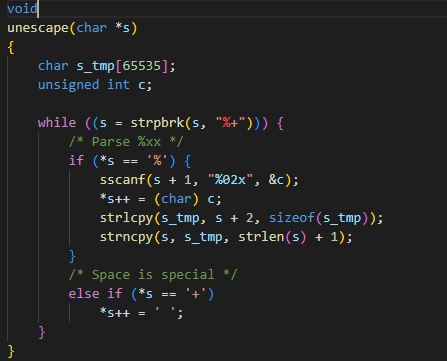 void
unescape(char *s)
{
    char s_tmp[65535];
    unsigned int c;

    while ((s = strpbrk(s, "%+"))) {
        /* Parse %xx */
        if (*s == '%') {
            sscanf(s + 1, "%02x", &c);
            *s++ = (char) c;
            strlcpy(s_tmp, s + 2, sizeof(s_tmp));
            strncpy(s, s_tmp, strlen(s) + 1);
        }
        /* Space is special */
        else if (*s == '+')
            *s++ = ' ';
    }
}